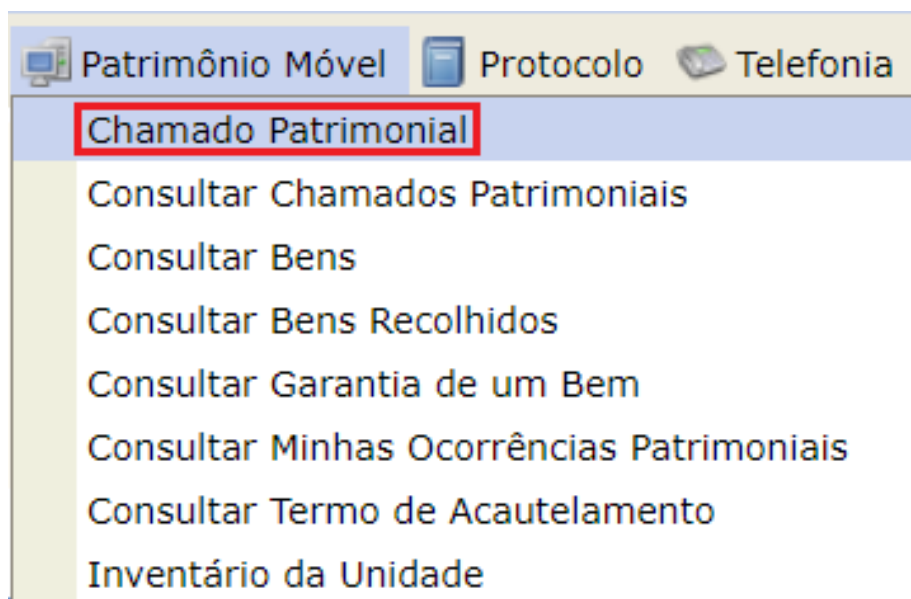 Patrimônio Móvel Protocolo Telefonia
Chamado Patrimonial
Consultar Chamados Patrimoniais
Consultar Bens
Consultar Bens Recolhidos
Consultar Garantia de um Bem
Consultar Minhas Ocorrências Patrimoniais
Consultar Termo de Acautelamento
Inventário da Unidade